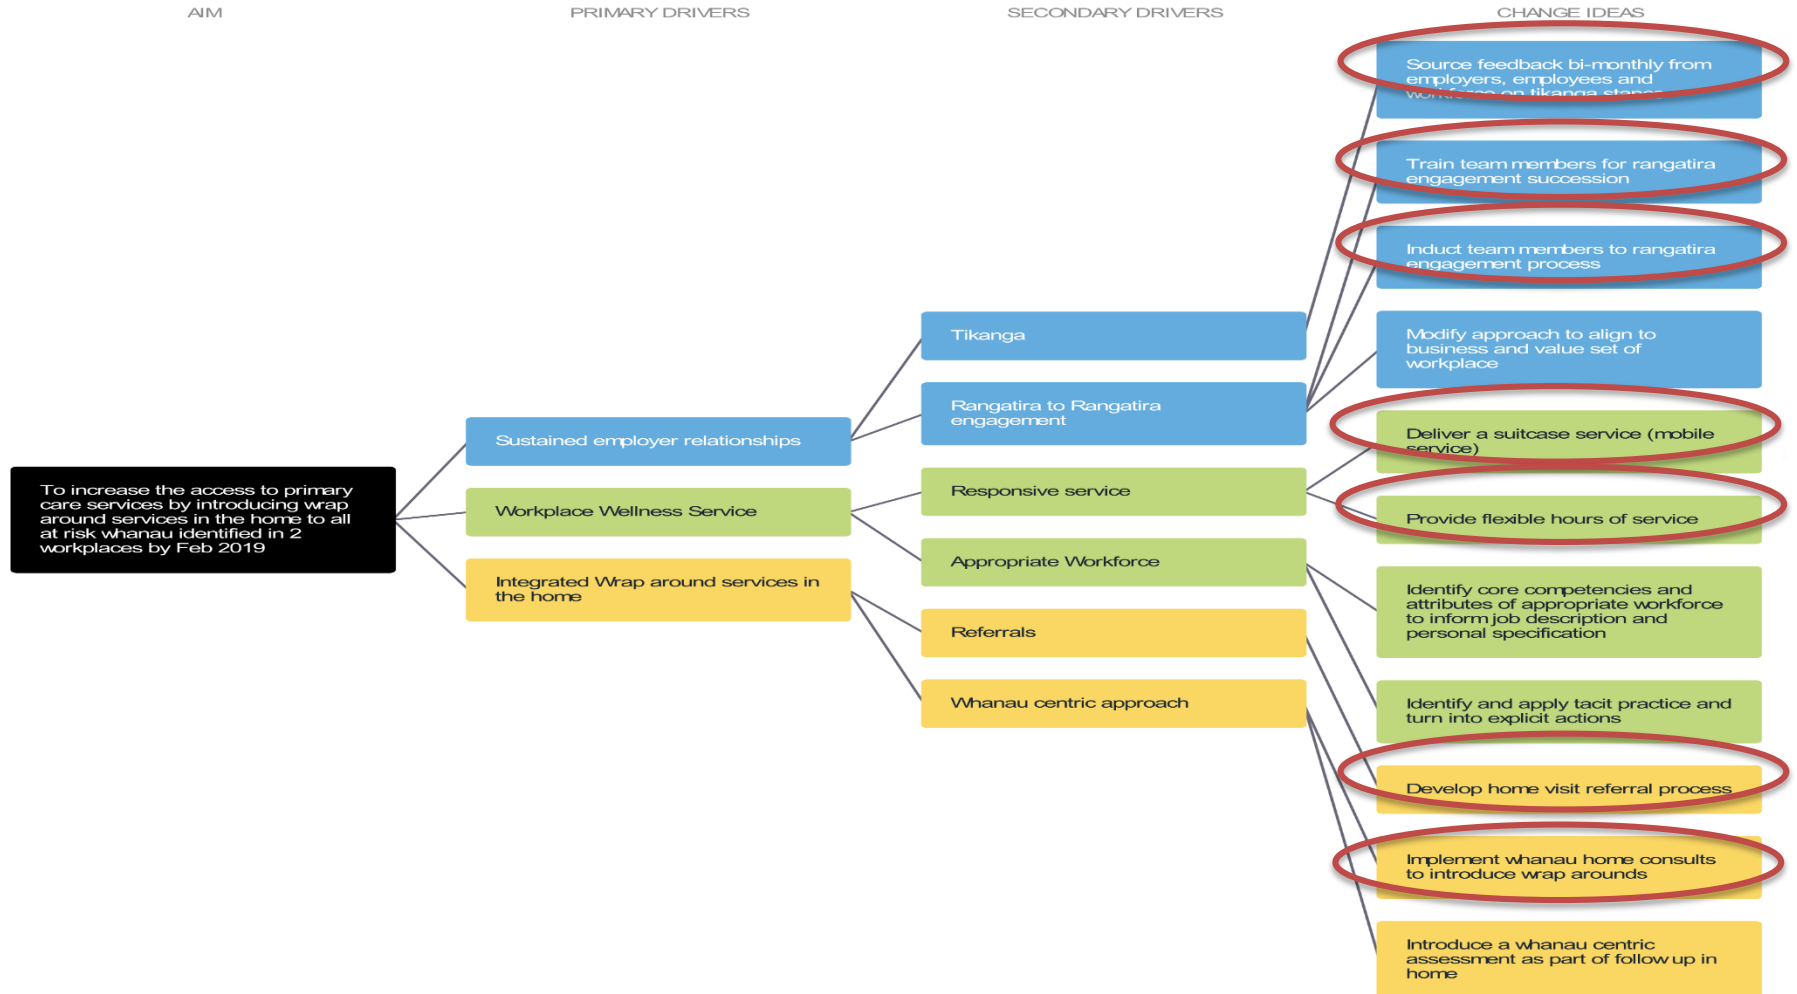 AIM
PRIMARY DRIVERS
SECONDARY DRIVERS
CHANGE IDEAS
To increase the access to primary
care services by introducing wrap
around services in the home to all
at risk whanau identified in 2
workplaces by Feb 2019
Sustained employer relationships
Workplace Wellness Service
Integrated Wrap around services in
the home
Tikanga
Rangatira to Rangatira
engagement
Responsive service
Appropriate Workforce
Referrals
Whanau centric approach
Source feedback bi-monthly from
employers, employees and
workforce on tikanga stance
Train team members for rangatira
engagement succession
Induct team members to rangatira
engagement process
Modify approach to align to
business and value set of
workplace
Deliver a suitcase service (mobile
service)
Provide flexible hours of service
Identify core competencies and
attributes of appropriate workforce
to inform job description and
personal specification
Identify and apply tacit practice and
turn into explicit actions
Develop home visit referral process
Implement whanau home consults
to introduce wrap arounds
Introduce a whanau centric
assessment as part of follow up in
home